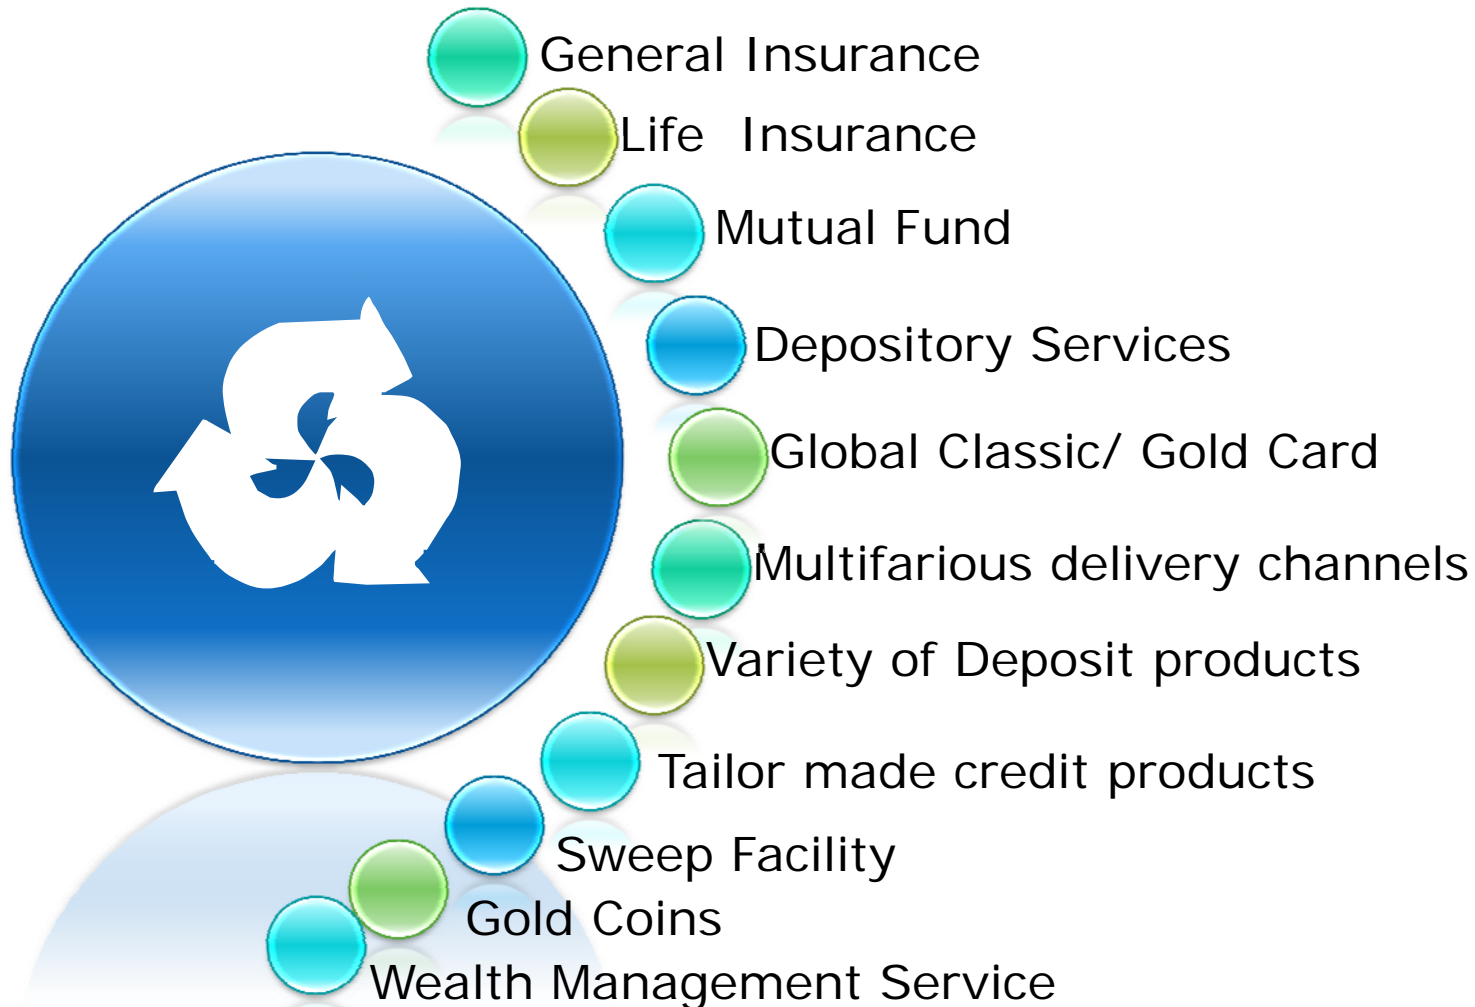 General Insurance
Life Insurance
Mutual Fund
Depository Services
Global Classic/ Gold Card
Multifarious delivery channels
Variety of Deposit products
Tailor made credit products
Sweep Facility
Gold Coins
Wealth Management Service